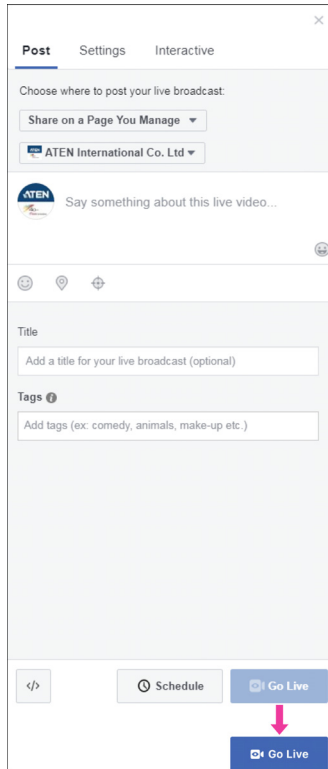 Post Settings Interactive
Choose where to post your live broadcast:
Share on a Page You Manage
ATEN International Co. Ltd
ATEN
Say something about this live video...
Title
Add a title for your live broadcast (optional)
Tags
Add tags (ex: comedy, animals, make-up etc.)
</> Schedule Go Live
Go Live